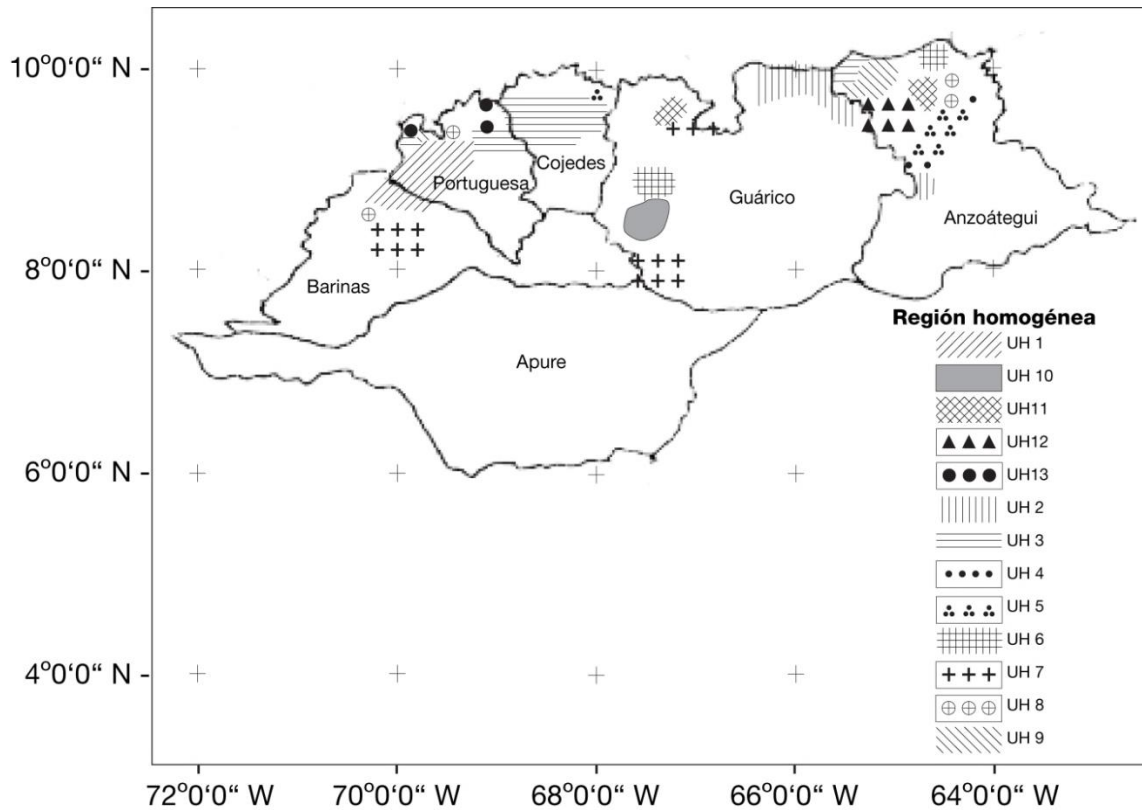 10°0'0“ N
8°0'0“ N
6°0'0“ N
4°0'0“ N
Cojedes
Portuguesa
Guárico
Anzoátegui
Barinas
Apure
Región homogénea
UH 1
UH 10
UH11
UH12
UH13
UH 2
UH 3
UH 4
UH 5
UH 6
UH 7
UH 8
UH 9
72°0'0“ W
70°0'0“ W
68°0'0“ W
66°0'0“ W
64°0'0“ W